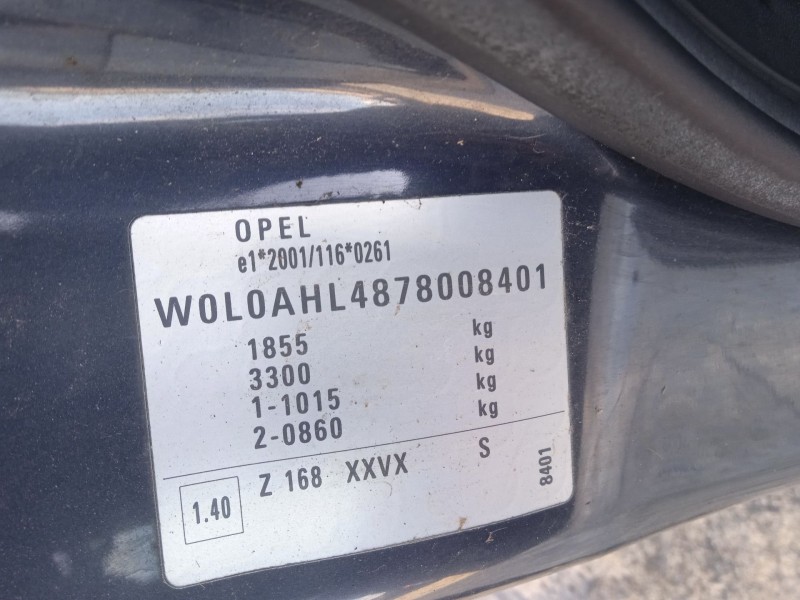 OPEL
e1*2001/116*0261
W0L0AHL4878008401
1855 kg
3300 kg
1-1015 kg
2-0860 kg
1.40 Z 168 XXVX S 8401